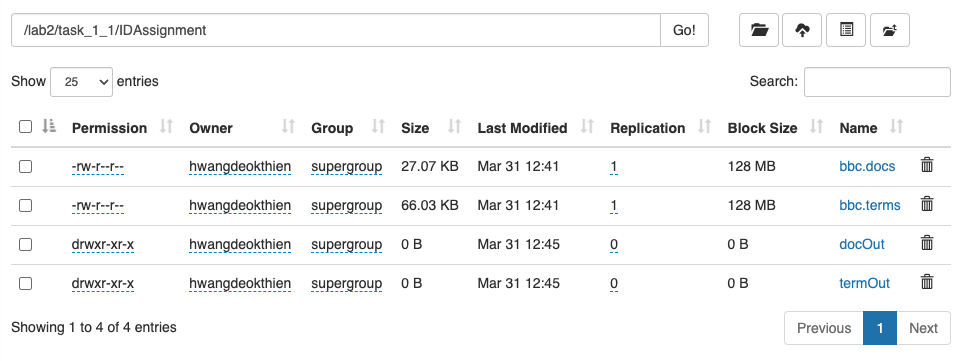 /lab2/task_1_1/IDAssignment Go!
Show 25 entries Search:
Permission Owner Group Size Last Modified Replication Block Size Name
-rw-r--r-- hwangdeokthien supergroup 27.07 KB Mar 31 12:41 1 128 MB bbc.docs
-rw-r--r-- hwangdeokthien supergroup 66.03 KB Mar 31 12:41 1 128 MB bbc.terms
drwxr-xr-x hwangdeokthien supergroup 0 B Mar 31 12:45 0 0 B docOut
drwxr-xr-x hwangdeokthien supergroup 0 B Mar 31 12:45 0 0 B termOut
Showing 1 to 4 of 4 entries Previous 1 Next